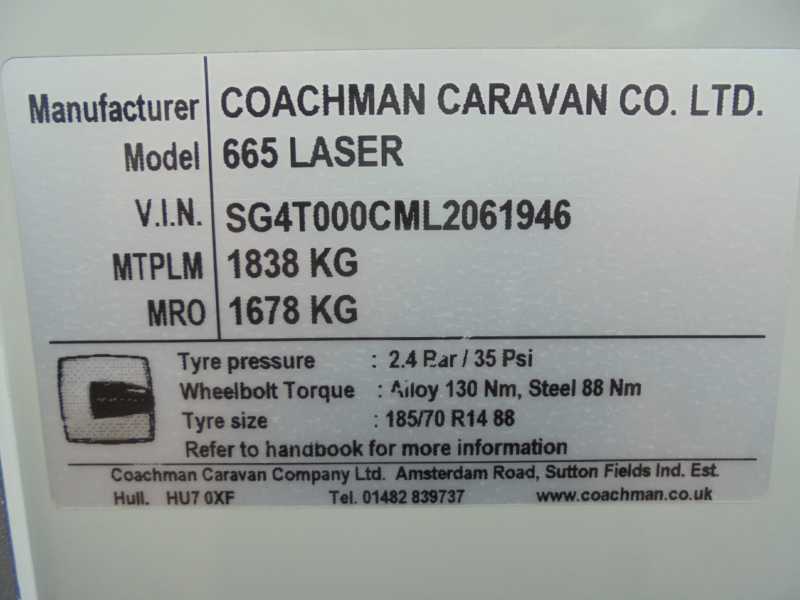 Manufacturer COACHMAN CARAVAN CO. LTD.
Model 665 LASER
V.I.N. SG4T000CML2061946
MTPLM 1838 KG
MRO 1678 KG
Tyre pressure : 2.4 Bar / 35 Psi
Wheelbolt Torque : Alloy 130 Nm, Steel 88 Nm
Tyre size : 185/70 R14 88
Refer to handbook for more information
Coachman Caravan Company Ltd. Amsterdam Road, Sutton Fields Ind. Est.
Hull. HU7 0XF Tel. 01482 839737 www.coachman.co.uk